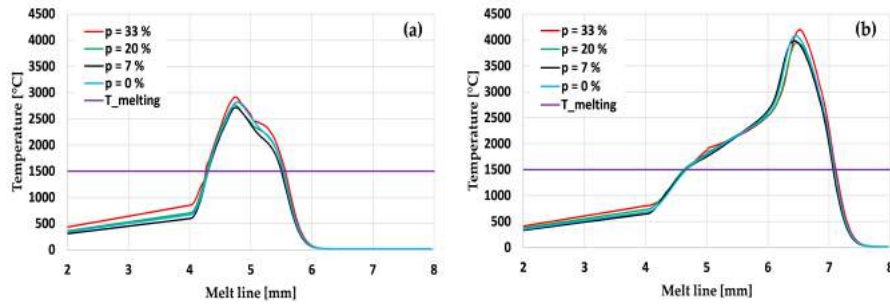 4500
4000
3500
3000
2500
2000
1500
1000
500
0
Temperature [°C]
p = 33 %
p = 20 %
p = 7 %
p = 0 %
T_melting
(a)
2 3 4 5 6 7 8
Melt line [mm]
4500
4000
3500
3000
2500
2000
1500
1000
500
0
Temperature [°C]
p = 33 %
p = 20 %
p = 7 %
p = 0 %
T_melting
(b)
2 3 4 5 6 7 8
Melt line [mm]